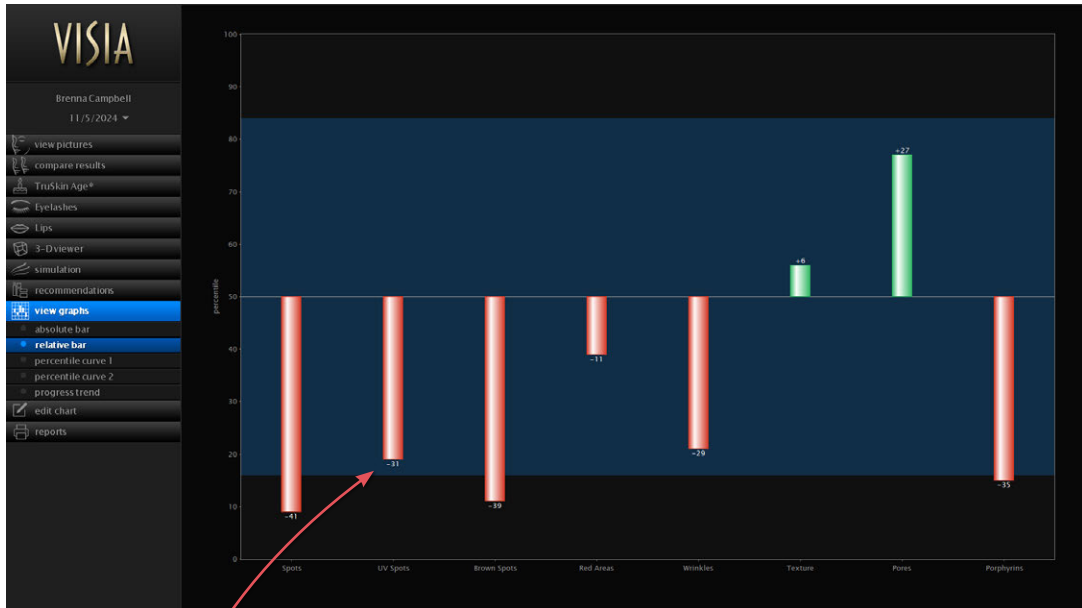 VISIA
Brenna Campbell
11/5/2024
view pictures
compare results
TruSkin Age®
Eyelashes
Lips
3-D viewer
simulation
recommendations
view graphs
absolute bar
relative bar
percentile curve 1
percentile curve 2
progress trend
edit chart
reports
percentile
100
90
80
70
60
50
40
30
20
10
0
-41
-31
-39
-11
-29
+6
+27
-35
Spots
UV Spots
Brown Spots
Red Areas
Wrinkles
Texture
Pores
Porphyrins